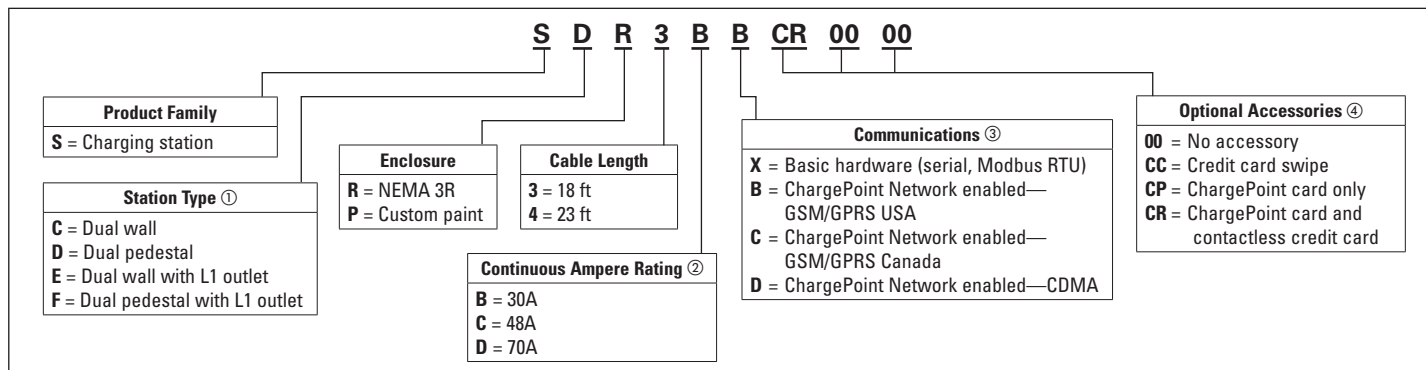 S D R 3 B B CR 00 00
Product Family
S = Charging station
Station Type ①
C = Dual wall
D = Dual pedestal
E = Dual wall with L1 outlet
F = Dual pedestal with L1 outlet
Enclosure
R = NEMA 3R
P = Custom paint
Cable Length
3 = 18 ft
4 = 23 ft
Continuous Ampere Rating ②
B = 30A
C = 48A
D = 70A
Communications ③
X = Basic hardware (serial, Modbus RTU)
B = ChargePoint Network enabled—
GSM/GPRS USA
C = ChargePoint Network enabled—
GSM/GPRS Canada
D = ChargePoint Network enabled—CDMA
Optional Accessories ④
00 = No accessory
CC = Credit card swipe
CP = ChargePoint card only
CR = ChargePoint card and
contactless credit card